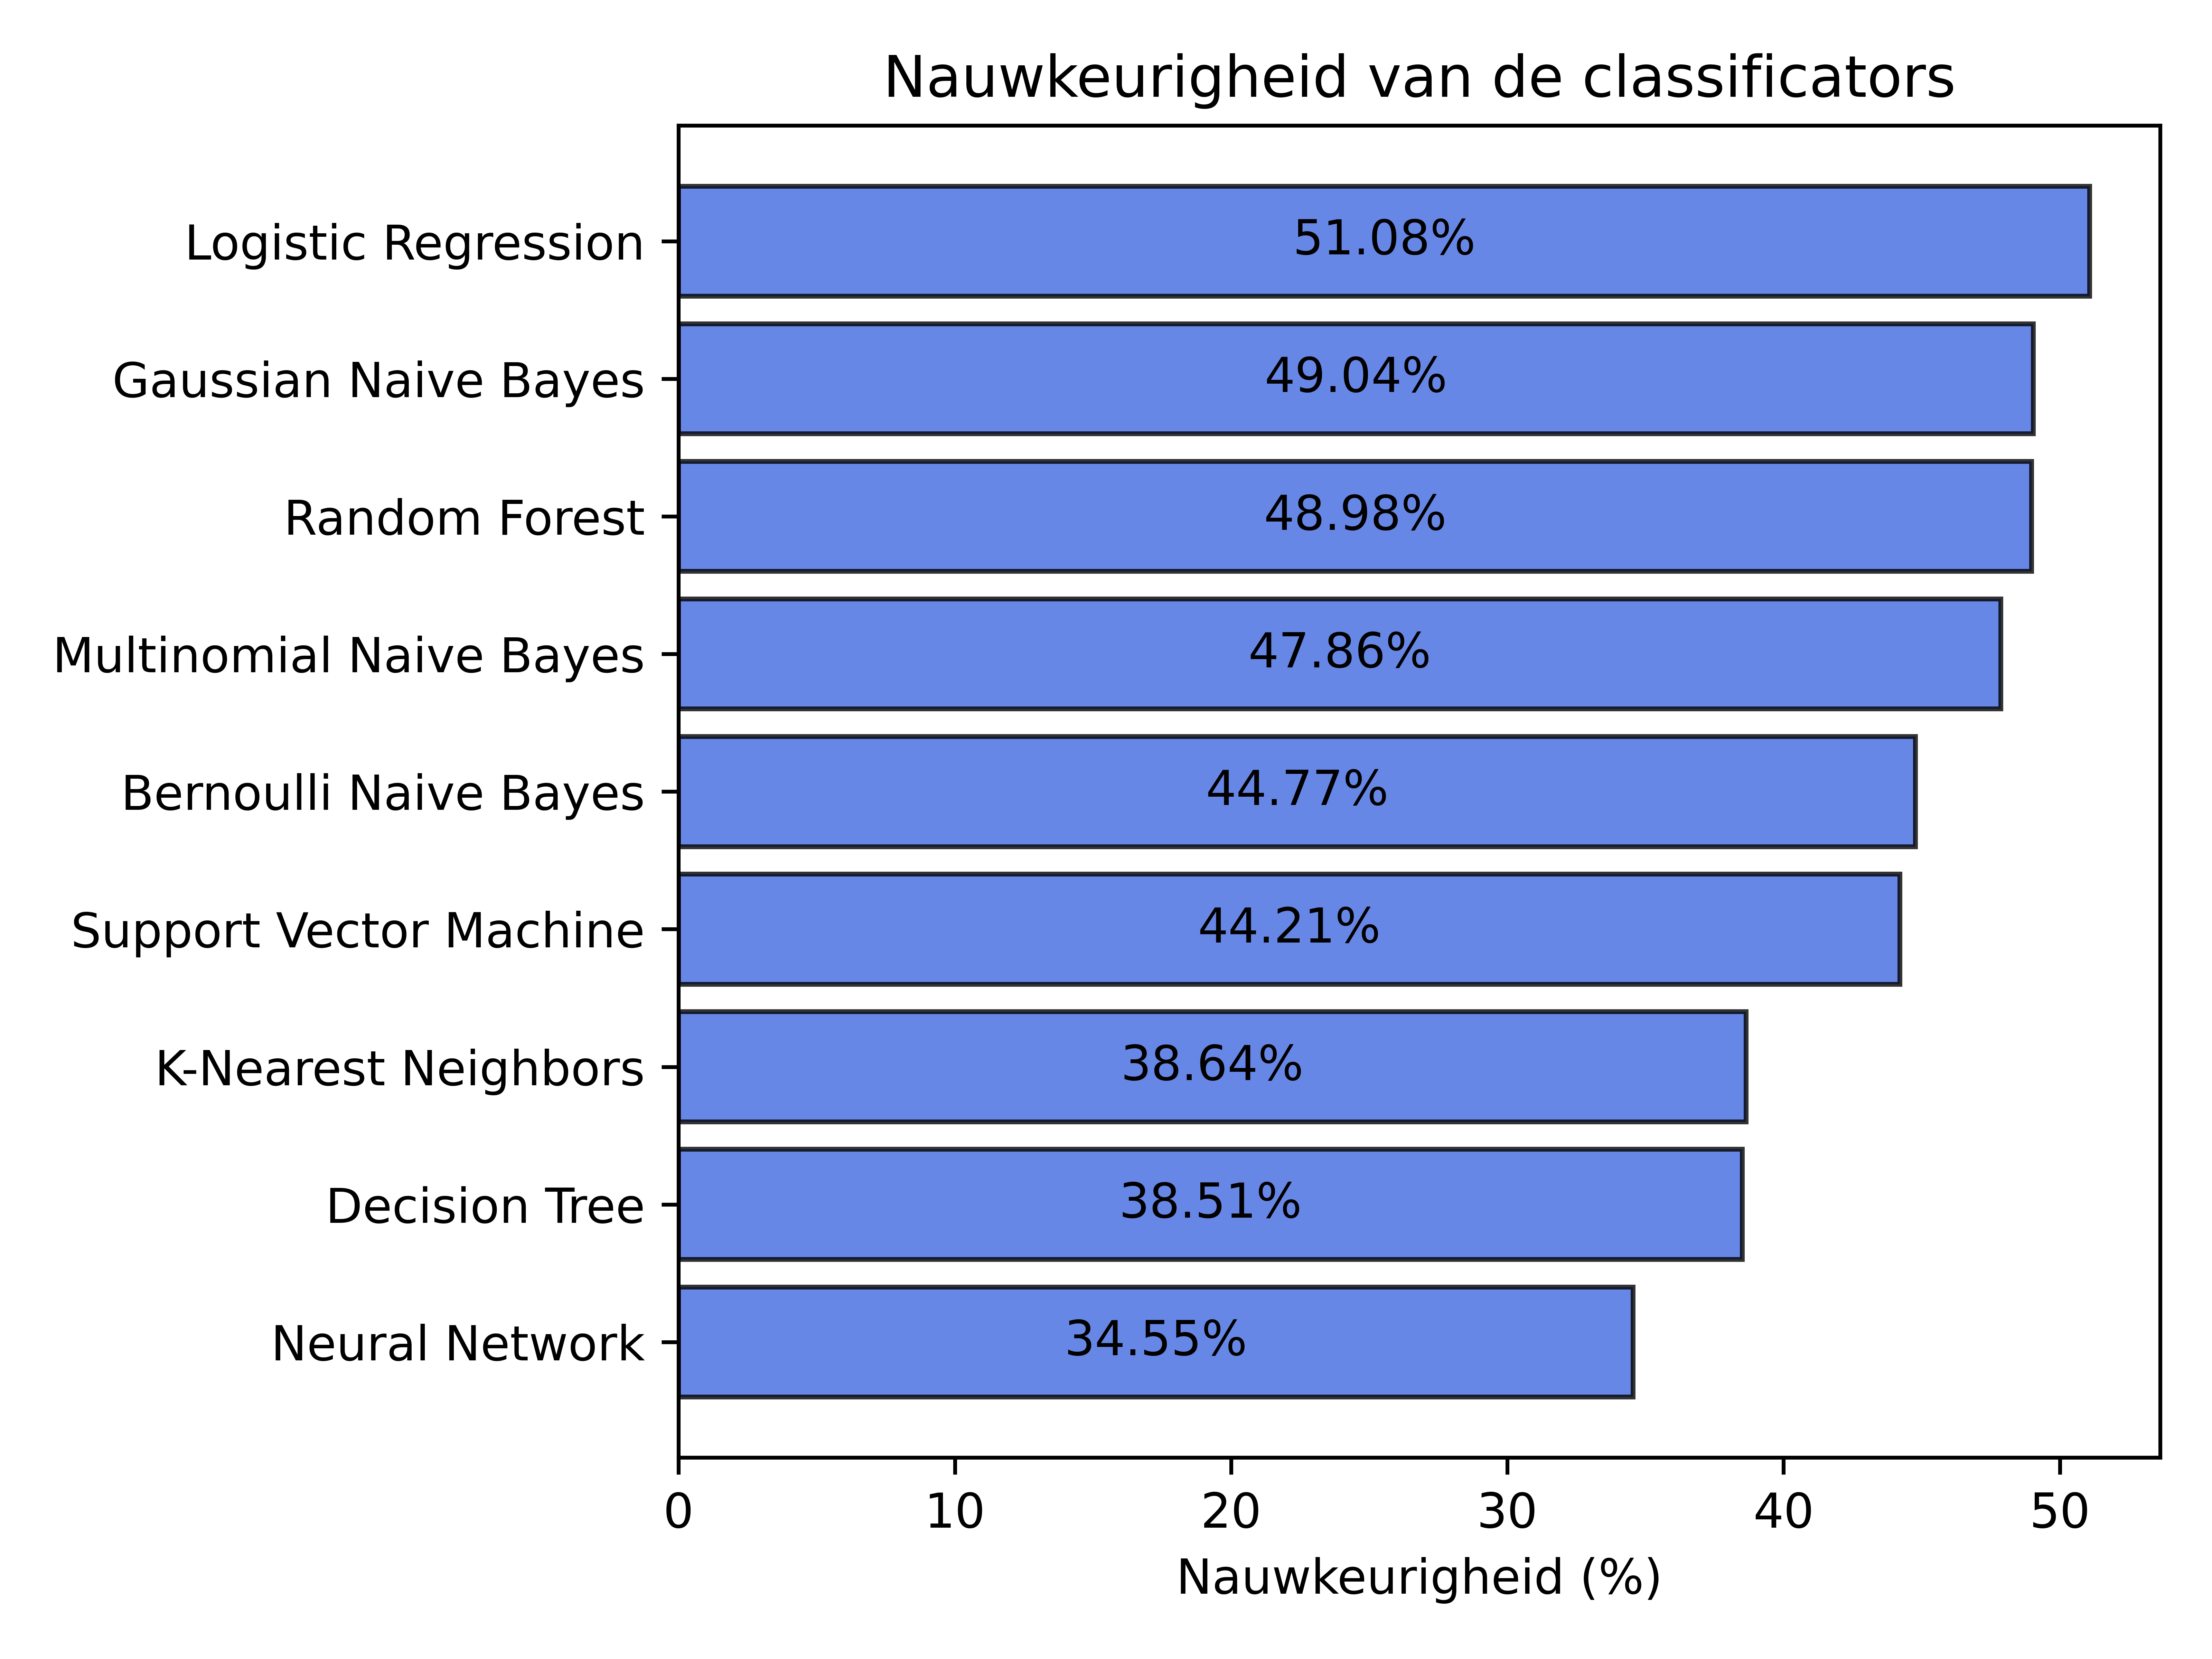 Nauwkeurigheid van de classificators
Logistic Regression 51.08%
Gaussian Naive Bayes 49.04%
Random Forest 48.98%
Multinomial Naive Bayes 47.86%
Bernoulli Naive Bayes 44.77%
Support Vector Machine 44.21%
K-Nearest Neighbors 38.64%
Decision Tree 38.51%
Neural Network 34.55%
0 10 20 30 40 50
Nauwkeurigheid (%)